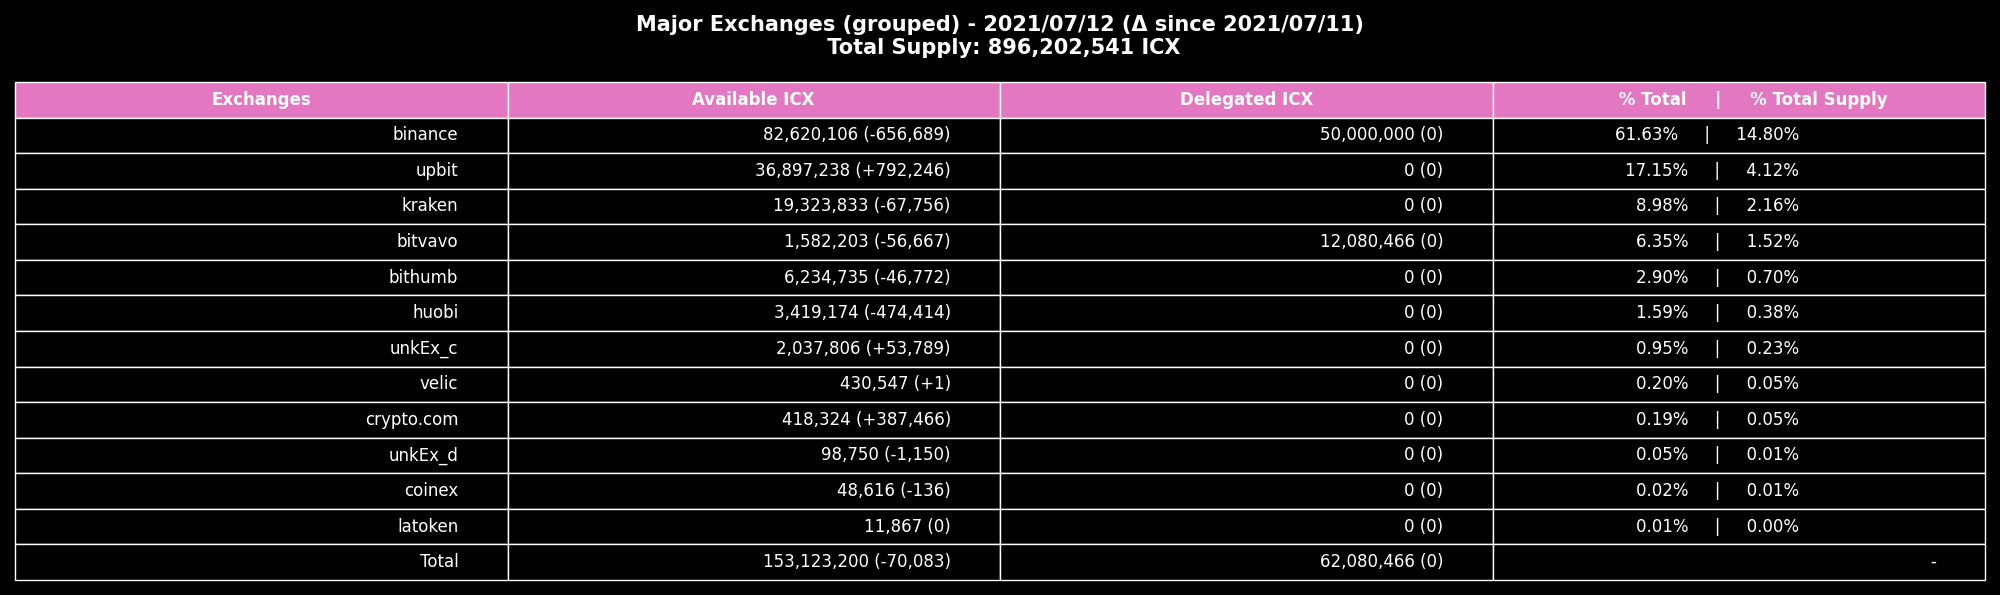 Major Exchanges (grouped) - 2021/07/12 (Δ since 2021/07/11)
Total Supply: 896,202,541 ICX
Exchanges Available ICX Delegated ICX % Total | % Total Supply
binance 82,620,106 (-656,689) 50,000,000 (0) 61.63% | 14.80%
upbit 36,897,238 (+792,246) 0 (0) 17.15% | 4.12%
kraken 19,323,833 (-67,756) 0 (0) 8.98% | 2.16%
bitvavo 1,582,203 (-56,667) 12,080,466 (0) 6.35% | 1.52%
bithumb 6,234,735 (-46,772) 0 (0) 2.90% | 0.70%
huobi 3,419,174 (-474,414) 0 (0) 1.59% | 0.38%
unkEx_c 2,037,806 (+53,789) 0 (0) 0.95% | 0.23%
velic 430,547 (+1) 0 (0) 0.20% | 0.05%
crypto.com 418,324 (+387,466) 0 (0) 0.19% | 0.05%
unkEx_d 98,750 (-1,150) 0 (0) 0.05% | 0.01%
coinex 48,616 (-136) 0 (0) 0.02% | 0.01%
latoken 11,867 (0) 0 (0) 0.01% | 0.00%
Total 153,123,200 (-70,083) 62,080,466 (0) -